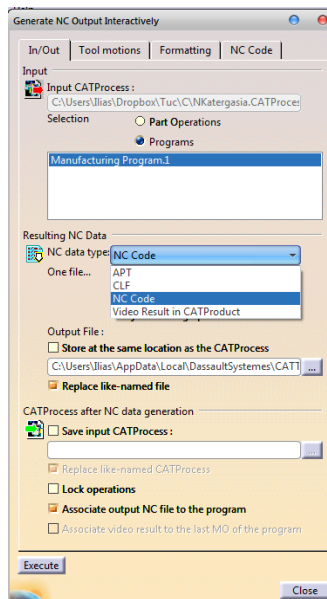 Generate NC Output Interactively
In/Out Tool motions Formatting NC Code
Input
Input CATProcess :
C:\Users\Ilias\Dropbox\Tuc\C\NKatergasia.CATProces
Selection
Part Operations
Programs
Manufacturing Program.1
Resulting NC Data
NC data type: NC Code
One file...
APT
CLF
NC Code
Video Result in CATProduct
Output File :
Store at the same location as the CATProcess
C:\Users\Ilias\AppData\Local\DassaultSystemes\CATT ...
Replace like-named file
CATProcess after NC data generation
Save input CATProcess :
...
Replace like-named CATProcess
Lock operations
Associate output NC file to the program
Associate video result to the last MO of the program
Execute
Close